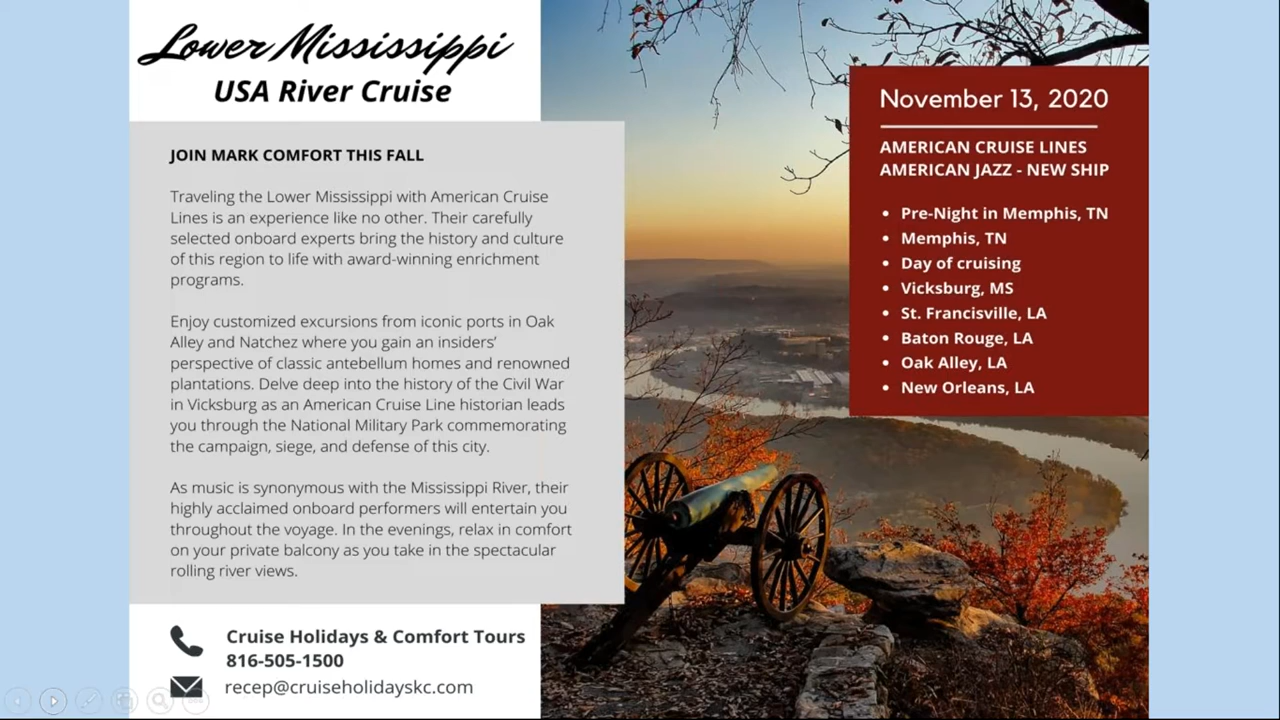 Lower Mississippi
USA River Cruise
JOIN MARK COMFORT THIS FALL
Traveling the Lower Mississippi with American Cruise
Lines is an experience like no other. Their carefully
selected onboard experts bring the history and culture
of this region to life with award-winning enrichment
programs.
Enjoy customized excursions from iconic ports in Oak
Alley and Natchez where you gain an insiders’
perspective of classic antebellum homes and renowned
plantations. Delve deep into the history of the Civil War
in Vicksburg as an American Cruise Line historian leads
you through the National Military Park commemorating
the campaign, siege, and defense of this city.
As music is synonymous with the Mississippi River, their
highly acclaimed onboard performers will entertain you
throughout the voyage. In the evenings, relax in comfort
on your private balcony as you take in the spectacular
rolling river views.
Cruise Holidays & Comfort Tours
816-505-1500
recep@cruiseholidayskc.com
November 13, 2020
AMERICAN CRUISE LINES
AMERICAN JAZZ - NEW SHIP
• Pre-Night in Memphis, TN
• Memphis, TN
• Day of cruising
• Vicksburg, MS
• St. Francisville, LA
• Baton Rouge, LA
• Oak Alley, LA
• New Orleans, LA